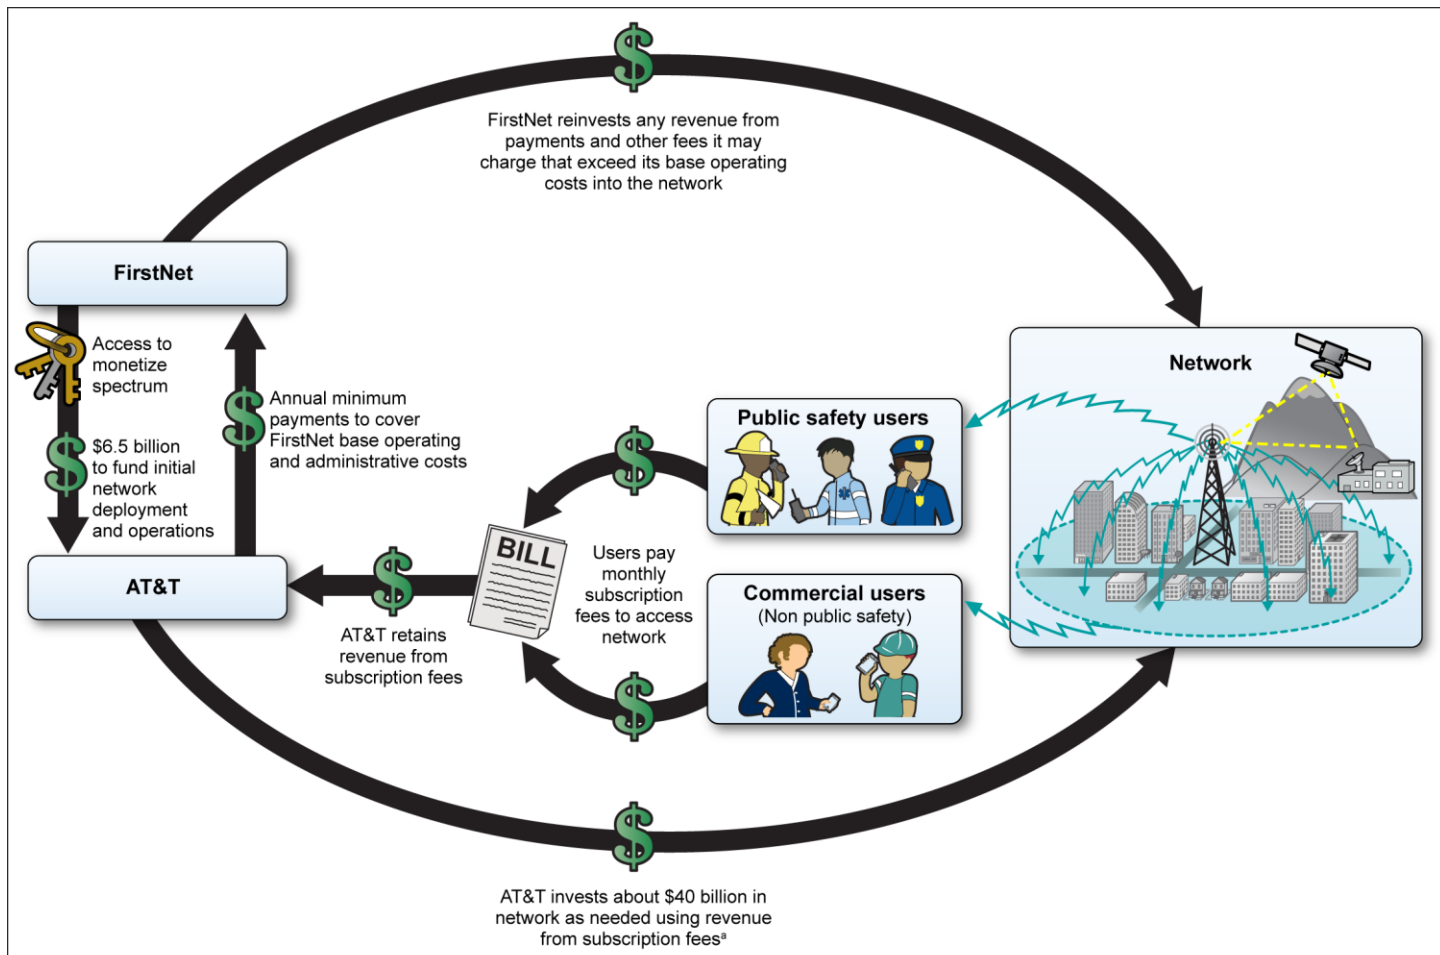 FirstNet reinvests any revenue from
payments and other fees it may
charge that exceed its base operating
costs into the network
FirstNet
Access to
monetize
spectrum
$6.5 billion
to fund initial
network
deployment
and operations
Annual minimum
payments to cover
FirstNet base operating
and administrative costs
AT&T
AT&T retains
revenue from
subscription fees
BILL
Users pay
monthly
subscription
fees to access
network
Public safety users
Commercial users
(Non public safety)
Network
AT&T invests about $40 billion in
network as needed using revenue
from subscription feesᵃ